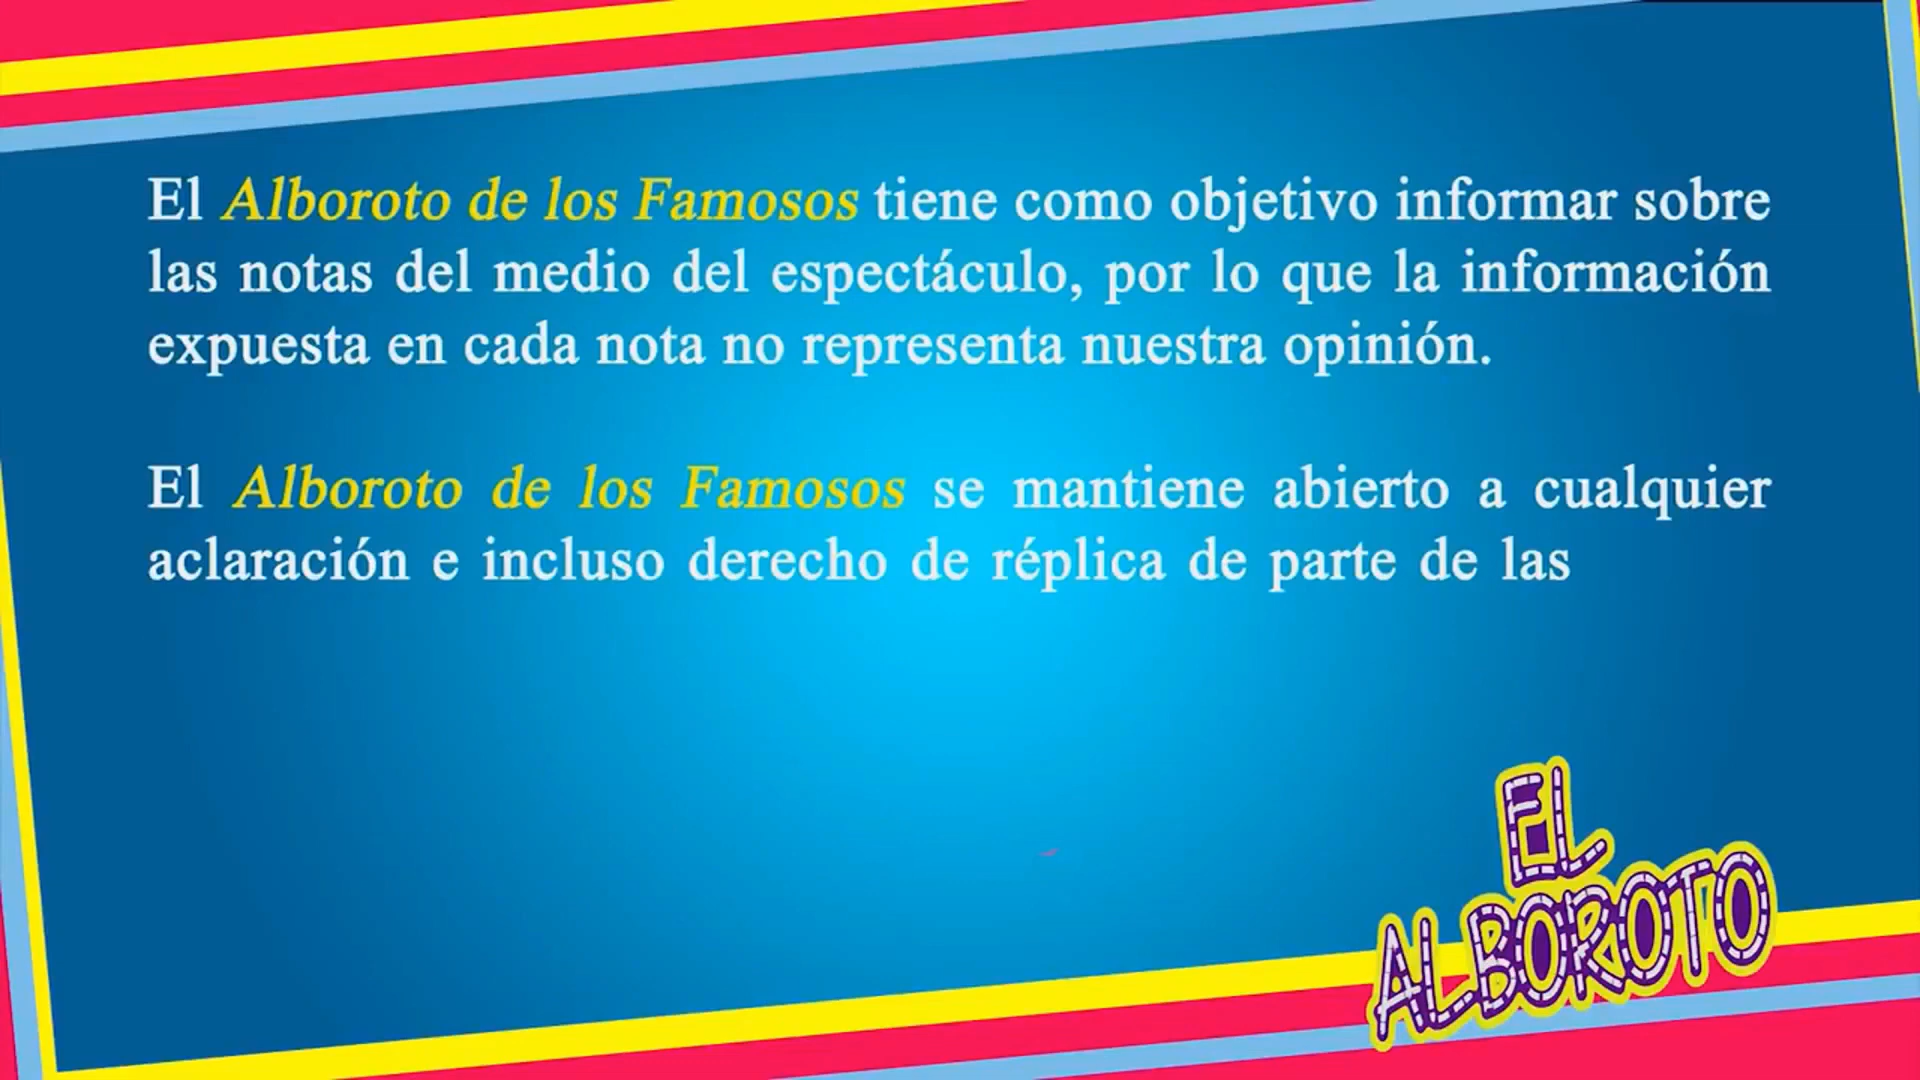 El Alboroto de los Famosos tiene como objetivo informar sobre
las notas del medio del espectáculo, por lo que la información
expuesta en cada nota no representa nuestra opinión.
El Alboroto de los Famosos se mantiene abierto a cualquier
aclaración e incluso derecho de réplica de parte de las
EL
ALBOROTO